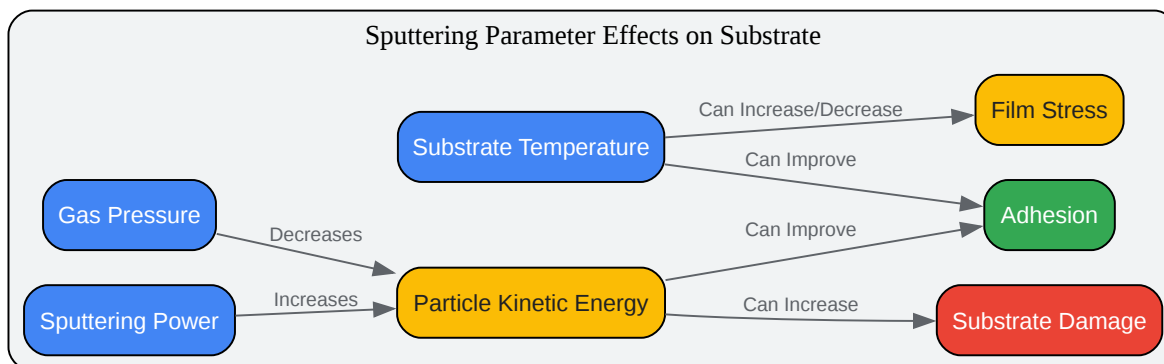 Sputtering Parameter Effects on Substrate
Can Increase/Decrease
Film Stress
Substrate Temperature
Can Improve
Gas Pressure
Adhesion
Decreases
Can Improve
Particle Kinetic Energy
Increases
Can Increase
Sputtering Power
Substrate Damage